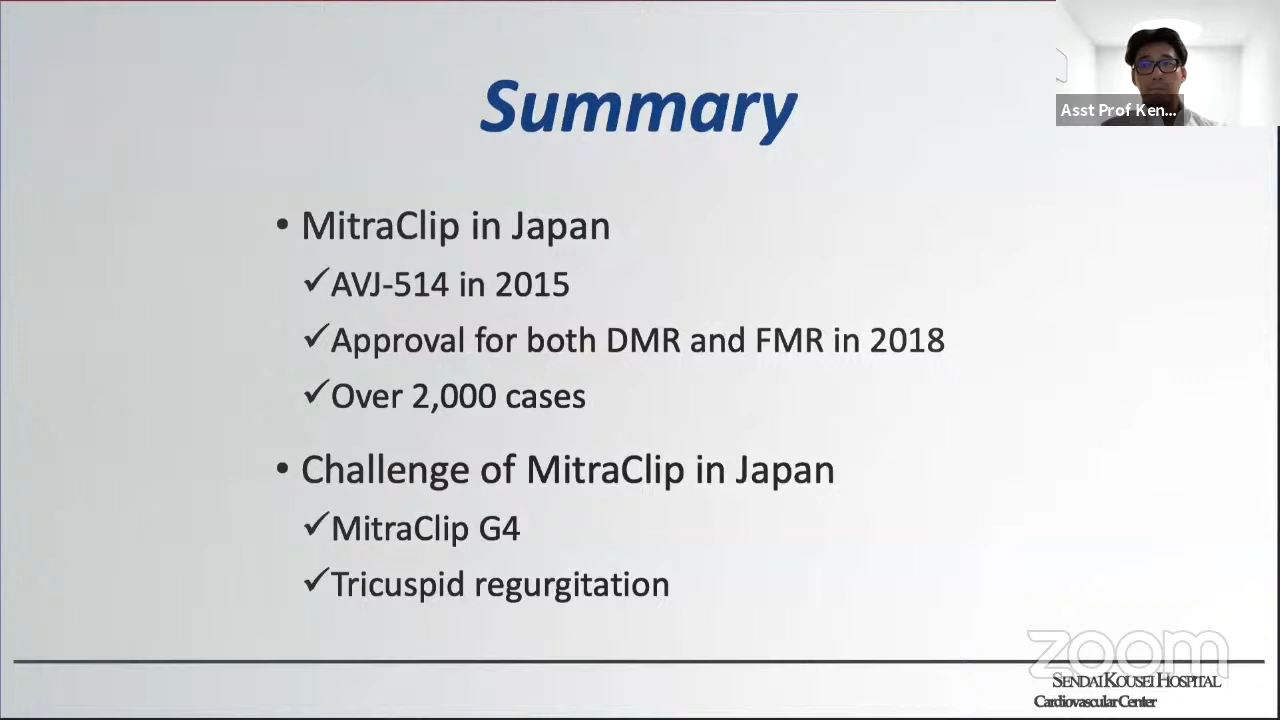 Summary
Asst Prof Ken...
• MitraClip in Japan
✓AVJ-514 in 2015
✓Approval for both DMR and FMR in 2018
✓Over 2,000 cases
• Challenge of MitraClip in Japan
✓MitraClip G4
✓Tricuspid regurgitation
zoom
SENDAI KOUSEI HOSPITAL
Cardiovascular Center